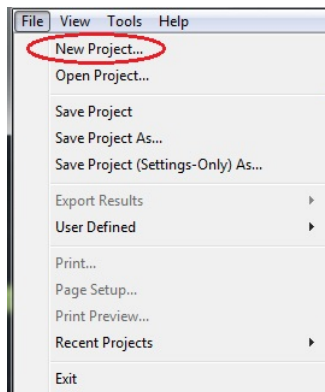 File View Tools Help
New Project...
Open Project...
Save Project
Save Project As...
Save Project (Settings-Only) As...
Export Results
User Defined
Print...
Page Setup...
Print Preview...
Recent Projects
Exit